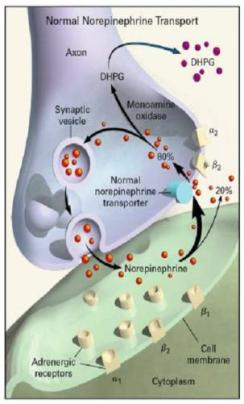 Normal Norepinephrine Transport
Axon
DHPG
DHPG
Monoamine
oxidase
Synaptic
vesicle
α2
80%
β2
Normal
norepinephrine
transporter
20%
Norepinephrine
β1
β2
Cell
membrane
Adrenergic
receptors
α1
Cytoplasm